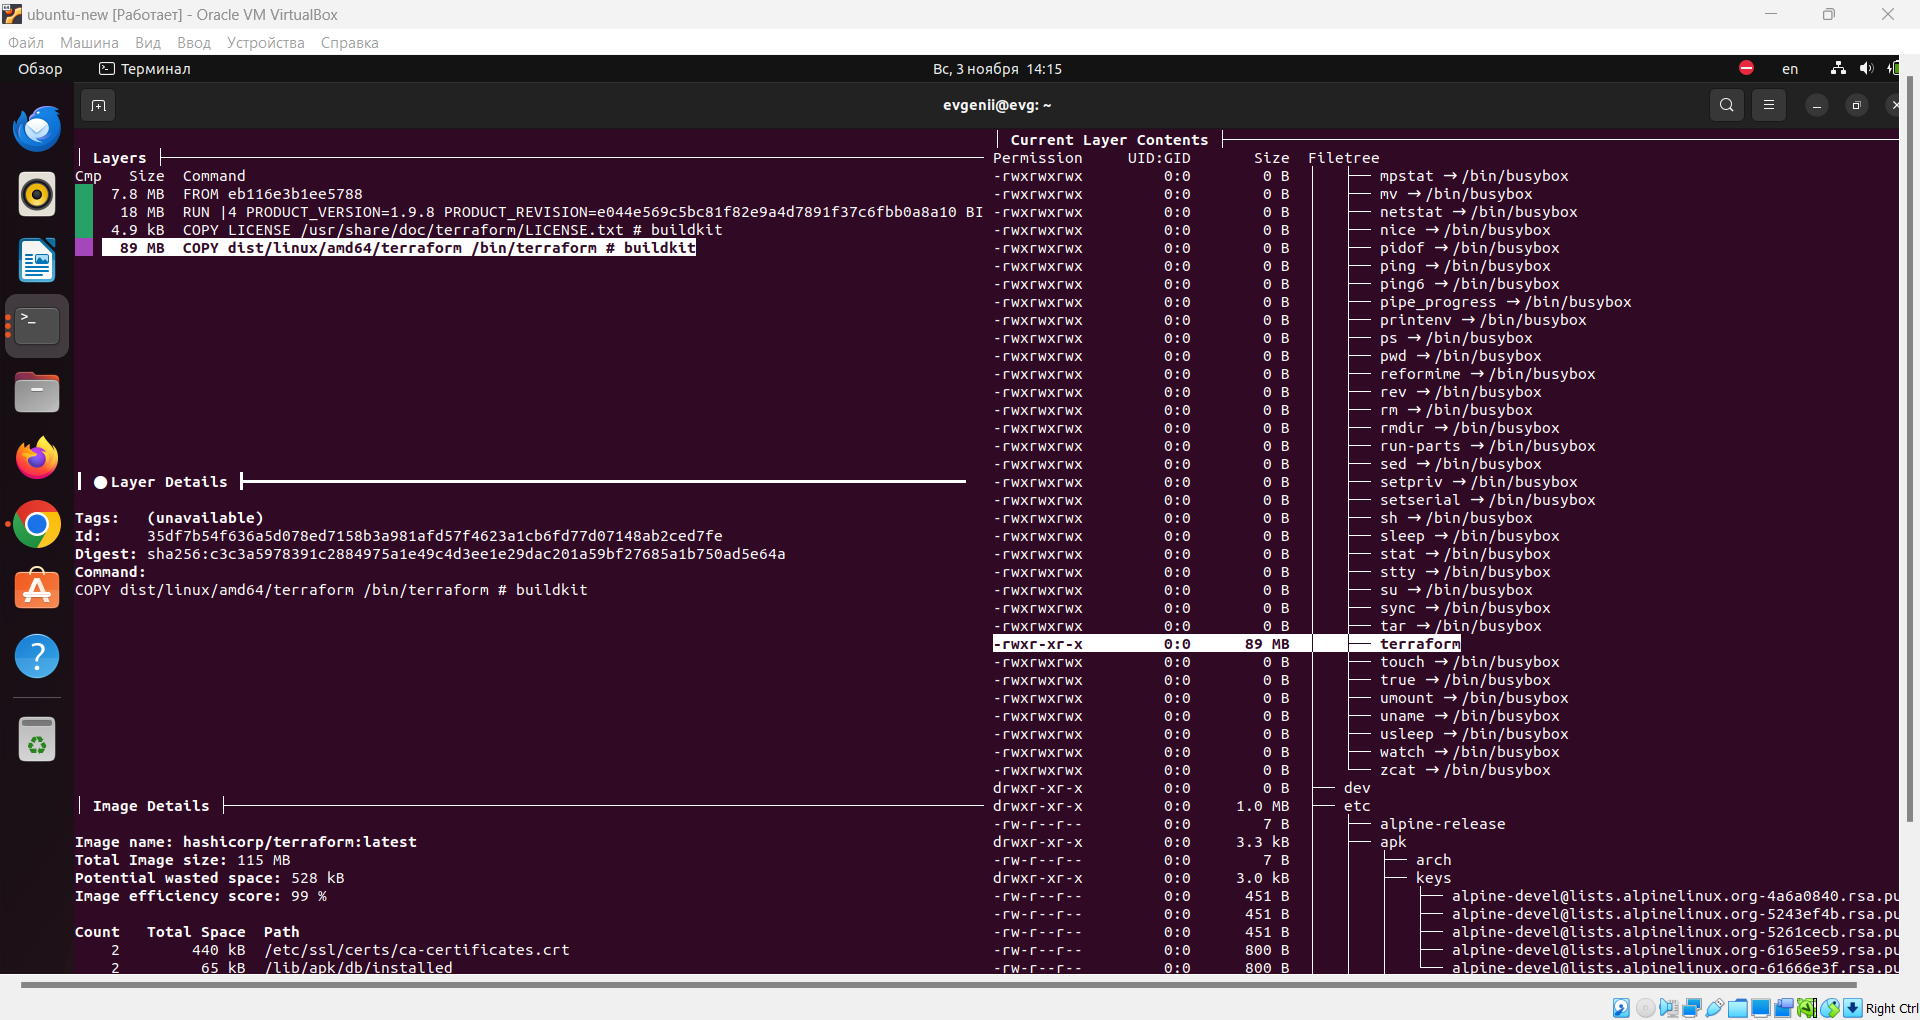 ubuntu-new [Работает] - Oracle VM VirtualBox
Файл Машина Вид Ввод Устройства Справка
Обзор Терминал Вс, 3 ноября 14:15 en
evgenii@evg: ~
Layers
Cmp Size Command
7.8 MB FROM eb116e3b1ee5788
18 MB RUN |4 PRODUCT_VERSION=1.9.8 PRODUCT_REVISION=e044e569c5bc81f82e9a4d7891f37c6fbb0a8a10 BI
4.9 kB COPY LICENSE /usr/share/doc/terraform/LICENSE.txt # buildkit
89 MB COPY dist/linux/amd64/terraform /bin/terraform # buildkit
●Layer Details
Tags: (unavailable)
Id: 35df7b54f636a5d078ed7158b3a981afd57f4623a1cb6fd77d07148ab2ced7fe
Digest: sha256:c3c3a5978391c2884975a1e49c4d3ee1e29dac201a59bf27685a1b750ad5e64a
Command:
COPY dist/linux/amd64/terraform /bin/terraform # buildkit
Image Details
Image name: hashicorp/terraform:latest
Total Image size: 115 MB
Potential wasted space: 528 kB
Image efficiency score: 99 %
Count Total Space Path
2 440 kB /etc/ssl/certs/ca-certificates.crt
2 65 kB /lib/apk/db/installed
Current Layer Contents
Permission UID:GID Size Filetree
-rwxrwxrwx 0:0 0 B mpstat → /bin/busybox
-rwxrwxrwx 0:0 0 B mv → /bin/busybox
-rwxrwxrwx 0:0 0 B netstat → /bin/busybox
-rwxrwxrwx 0:0 0 B nice → /bin/busybox
-rwxrwxrwx 0:0 0 B pidof → /bin/busybox
-rwxrwxrwx 0:0 0 B ping → /bin/busybox
-rwxrwxrwx 0:0 0 B ping6 → /bin/busybox
-rwxrwxrwx 0:0 0 B pipe_progress → /bin/busybox
-rwxrwxrwx 0:0 0 B printenv → /bin/busybox
-rwxrwxrwx 0:0 0 B ps → /bin/busybox
-rwxrwxrwx 0:0 0 B pwd → /bin/busybox
-rwxrwxrwx 0:0 0 B reformime → /bin/busybox
-rwxrwxrwx 0:0 0 B rev → /bin/busybox
-rwxrwxrwx 0:0 0 B rm → /bin/busybox
-rwxrwxrwx 0:0 0 B rmdir → /bin/busybox
-rwxrwxrwx 0:0 0 B run-parts → /bin/busybox
-rwxrwxrwx 0:0 0 B sed → /bin/busybox
-rwxrwxrwx 0:0 0 B setpriv → /bin/busybox
-rwxrwxrwx 0:0 0 B setserial → /bin/busybox
-rwxrwxrwx 0:0 0 B sh → /bin/busybox
-rwxrwxrwx 0:0 0 B sleep → /bin/busybox
-rwxrwxrwx 0:0 0 B stat → /bin/busybox
-rwxrwxrwx 0:0 0 B stty → /bin/busybox
-rwxrwxrwx 0:0 0 B su → /bin/busybox
-rwxrwxrwx 0:0 0 B sync → /bin/busybox
-rwxrwxrwx 0:0 0 B tar → /bin/busybox
-rwxr-xr-x 0:0 89 MB terraform
-rwxrwxrwx 0:0 0 B touch → /bin/busybox
-rwxrwxrwx 0:0 0 B true → /bin/busybox
-rwxrwxrwx 0:0 0 B umount → /bin/busybox
-rwxrwxrwx 0:0 0 B uname → /bin/busybox
-rwxrwxrwx 0:0 0 B usleep → /bin/busybox
-rwxrwxrwx 0:0 0 B watch → /bin/busybox
-rwxrwxrwx 0:0 0 B zcat → /bin/busybox
drwxr-xr-x 0:0 0 B dev
drwxr-xr-x 0:0 1.0 MB etc
-rw-r--r-- 0:0 7 B alpine-release
drwxr-xr-x 0:0 3.3 kB apk
-rw-r--r-- 0:0 7 B arch
drwxr-xr-x 0:0 3.0 kB keys
-rw-r--r-- 0:0 451 B alpine-devel@lists.alpinelinux.org-4a6a0840.rsa.pu
-rw-r--r-- 0:0 451 B alpine-devel@lists.alpinelinux.org-5243ef4b.rsa.pu
-rw-r--r-- 0:0 451 B alpine-devel@lists.alpinelinux.org-5261cecb.rsa.pu
-rw-r--r-- 0:0 800 B alpine-devel@lists.alpinelinux.org-6165ee59.rsa.pu
-rw-r--r-- 0:0 800 B alpine-devel@lists.alpinelinux.org-61666e3f.rsa.pu
Right Ctrl